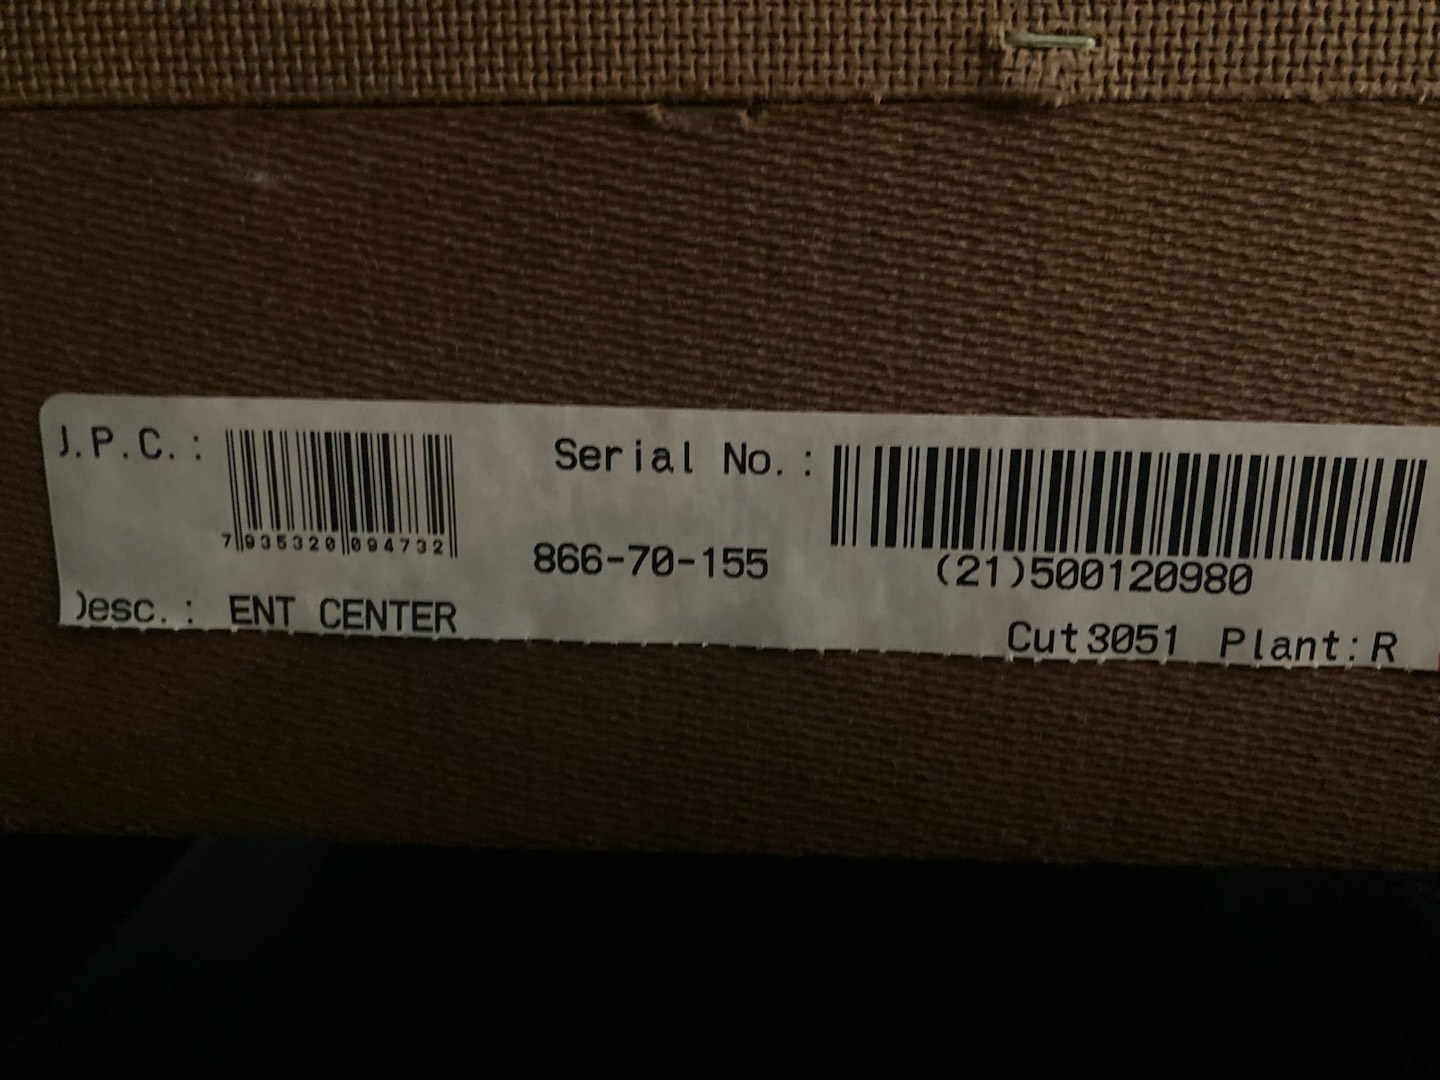 J.P.C.:
7 935320 094732
Serial No.:
866-70-155
(21)500120980
Desc.: ENT CENTER
Cut3051 Plant:R